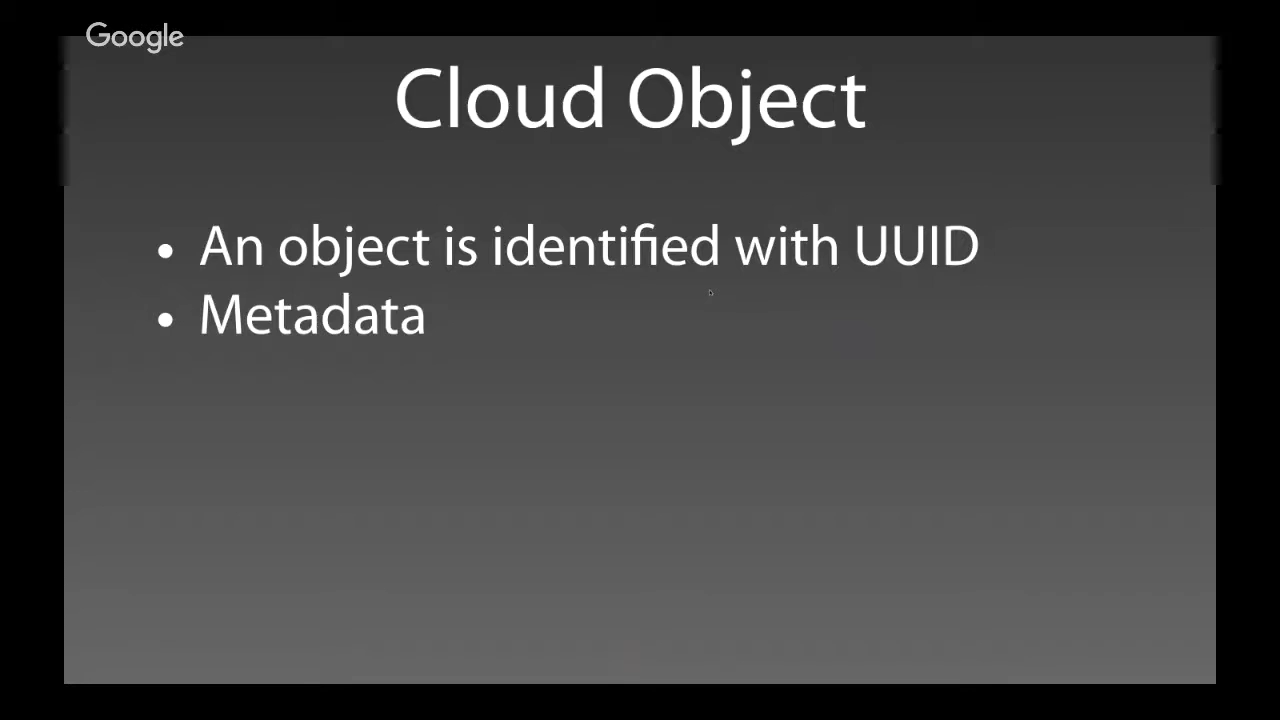 Google
Cloud Object
• An object is identified with UUID
• Metadata